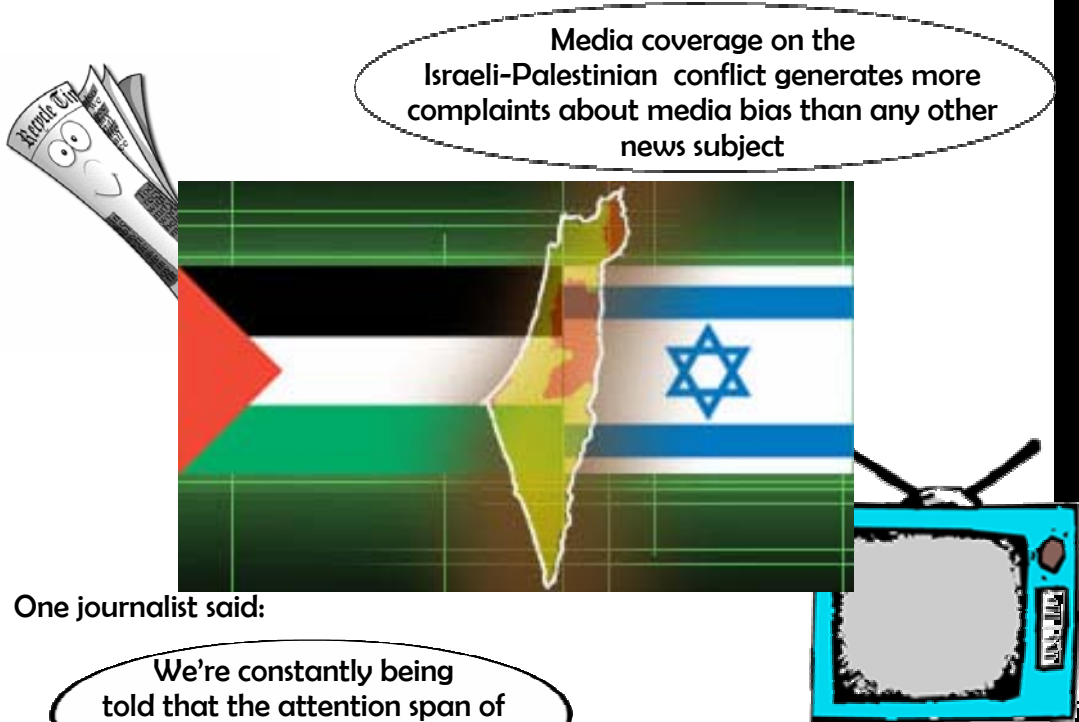 Media coverage on the
Israeli-Palestinian conflict generates more
complaints about media bias than any other
news subject
Recycle
One journalist said:
We're constantly being
told that the attention span of